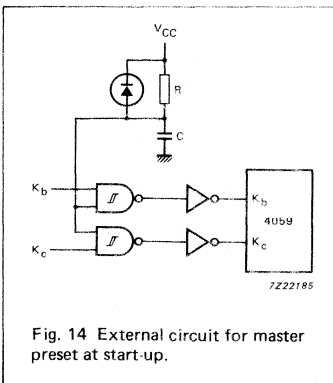 VCC
R
C
Kb
Kb
4059
Kc
Kc
7Z22185
Fig. 14 External circuit for master
preset at start-up.